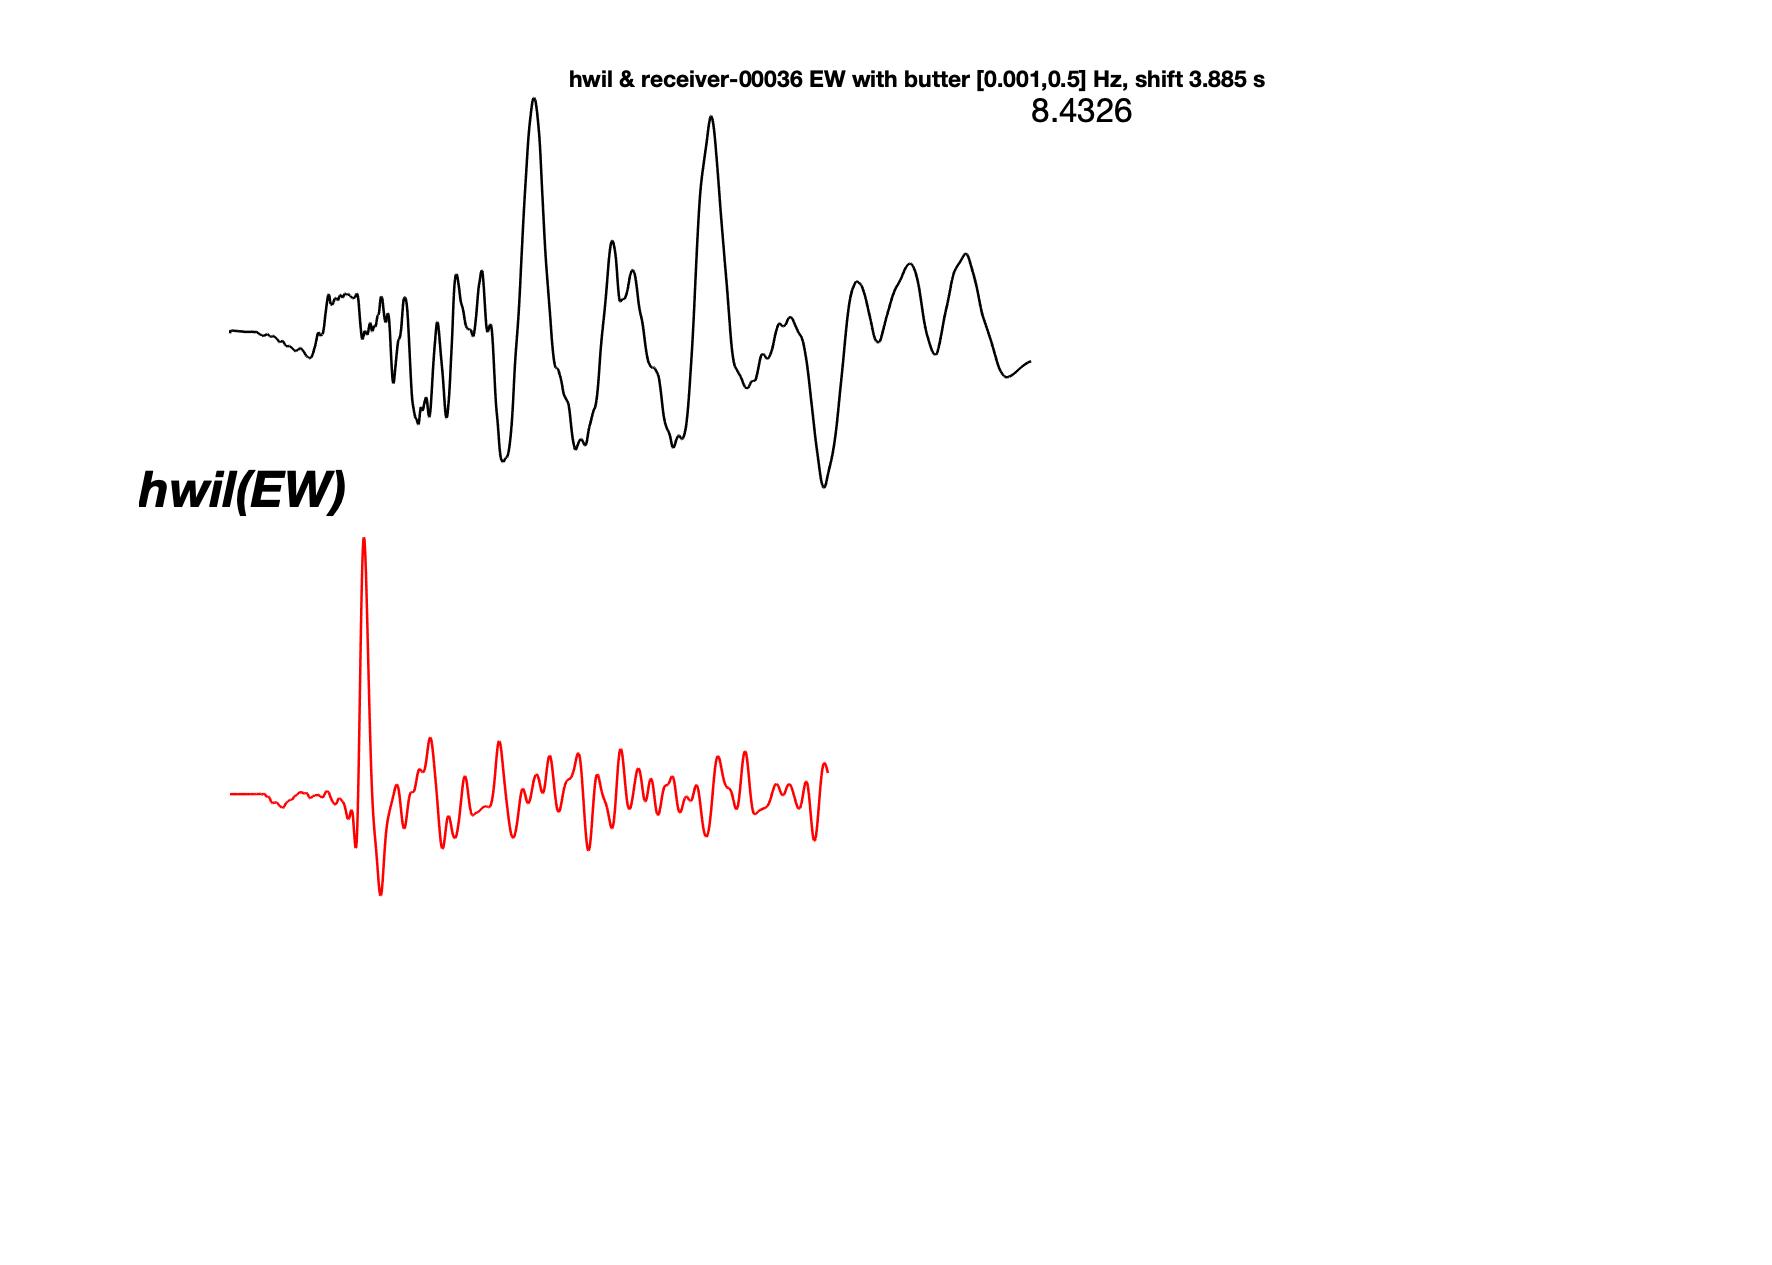 hwil & receiver-00036 EW with butter [0.001,0.5] Hz, shift 3.885 s
8.4326
hwil(EW)